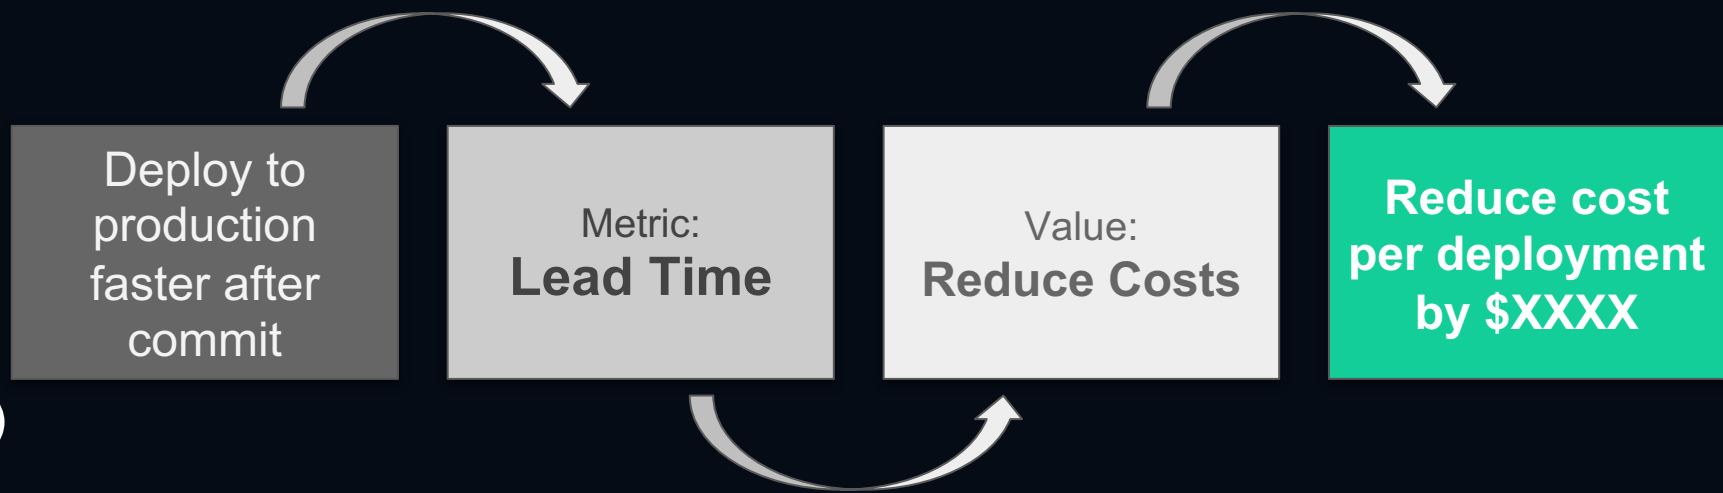 Deploy to
production
faster after
commit
Metric:
Lead Time
Value:
Reduce Costs
Reduce cost
per deployment
by $XXXX